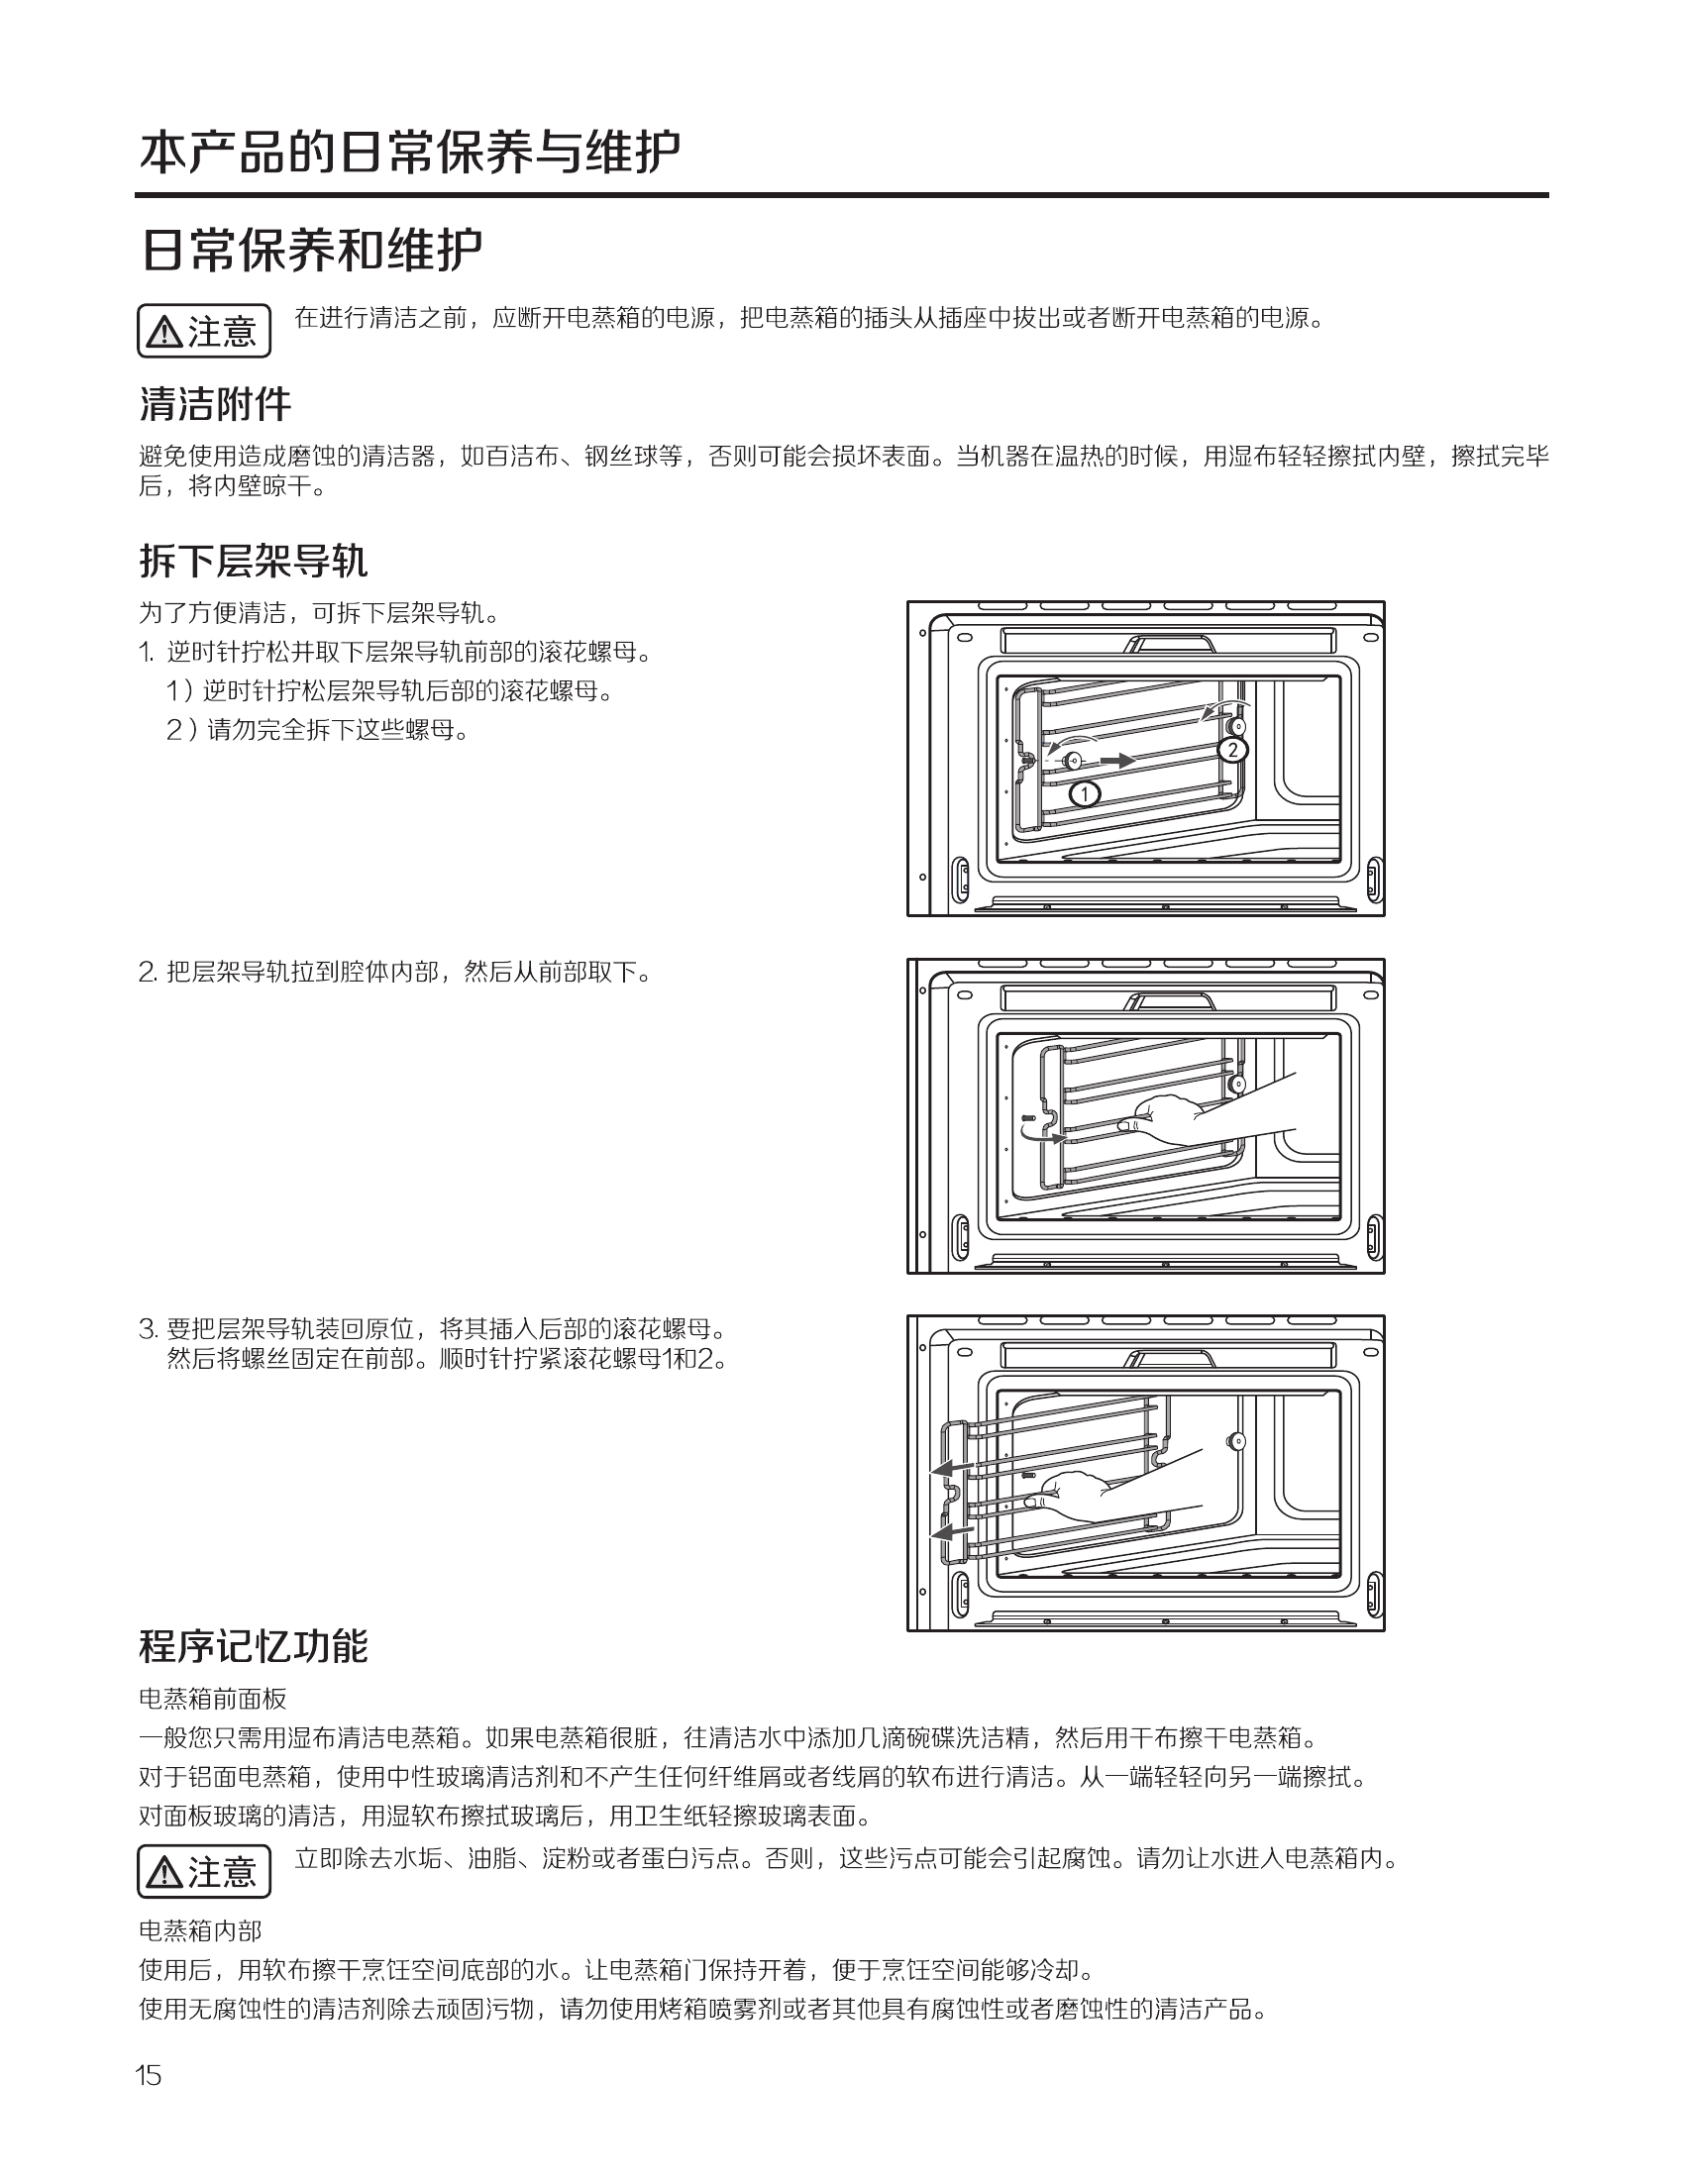 本产品的日常保养与维护
日常保养和维护
注意 在进行清洁之前，应断开电蒸箱的电源，把电蒸箱的插头从插座中拔出或者断开电蒸箱的电源。
清洁附件
避免使用造成磨蚀的清洁器，如百洁布、钢丝球等，否则可能会损坏表面。当机器在温热的时候，用湿布轻轻擦拭内壁，擦拭完毕
后，将内壁晾干。
拆下层架导轨
为了方便清洁，可拆下层架导轨。
1. 逆时针拧松并取下层架导轨前部的滚花螺母。
1）逆时针拧松层架导轨后部的滚花螺母。
2）请勿完全拆下这些螺母。
2
1
2. 把层架导轨拉到腔体内部，然后从前部取下。
3. 要把层架导轨装回原位，将其插入后部的滚花螺母。
然后将螺丝固定在前部。顺时针拧紧滚花螺母1和2。
程序记忆功能
电蒸箱前面板
一般您只需用湿布清洁电蒸箱。如果电蒸箱很脏，往清洁水中添加几滴碗碟洗洁精，然后用干布擦干电蒸箱。
对于铝面电蒸箱，使用中性玻璃清洁剂和不产生任何纤维屑或者线屑的软布进行清洁。从一端轻轻向另一端擦拭。
对面板玻璃的清洁，用湿软布擦拭玻璃后，用卫生纸轻擦玻璃表面。
注意 立即除去水垢、油脂、淀粉或者蛋白污点。否则，这些污点可能会引起腐蚀。请勿让水进入电蒸箱内。
电蒸箱内部
使用后，用软布擦干烹饪空间底部的水。让电蒸箱门保持开着，便于烹饪空间能够冷却。
使用无腐蚀性的清洁剂除去顽固污物，请勿使用烤箱喷雾剂或者其他具有腐蚀性或者磨蚀性的清洁产品。
15